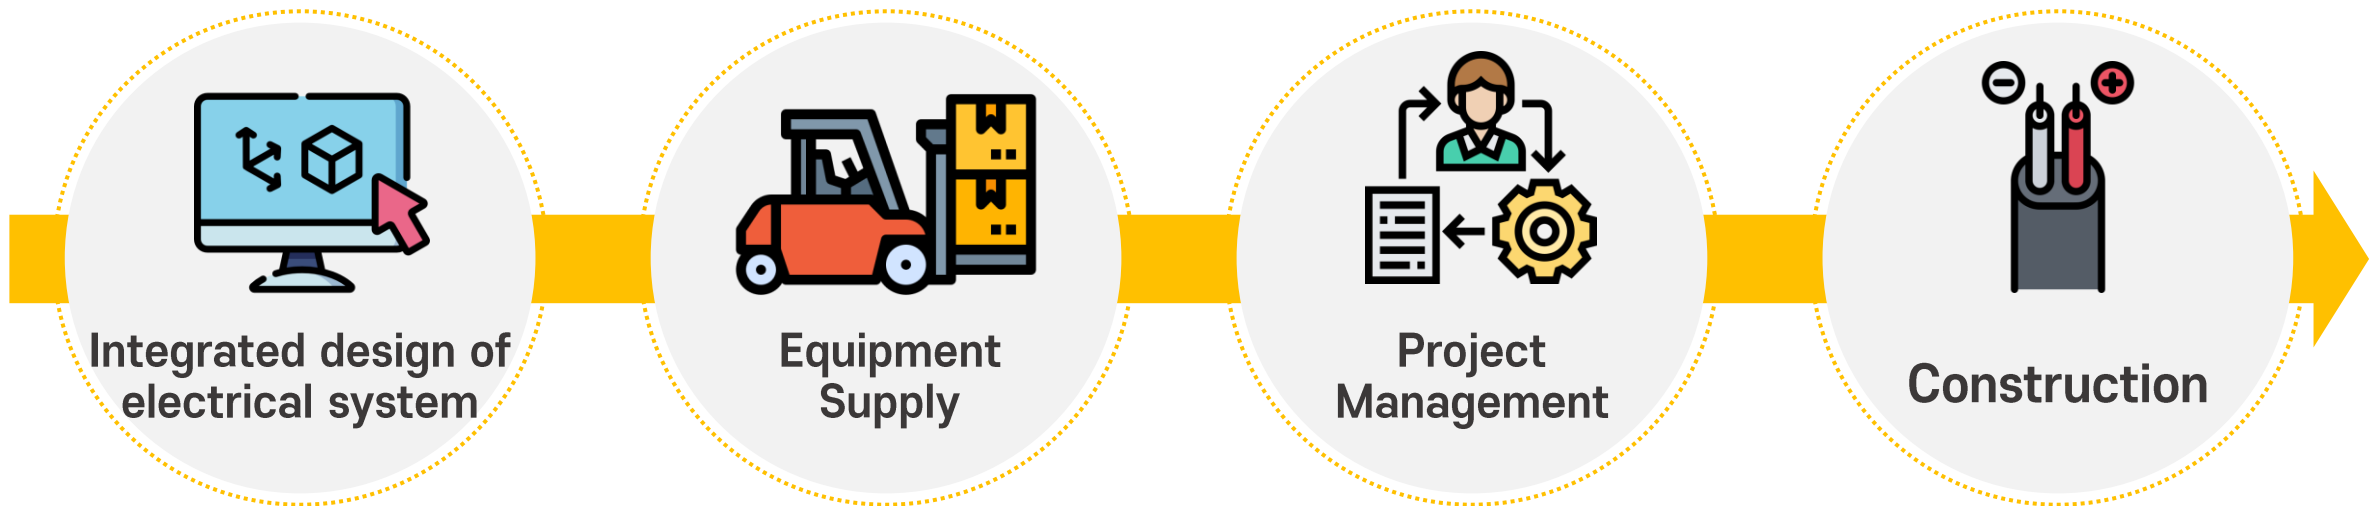 Integrated design of
electrical system
Equipment
Supply
Project
Management
Construction